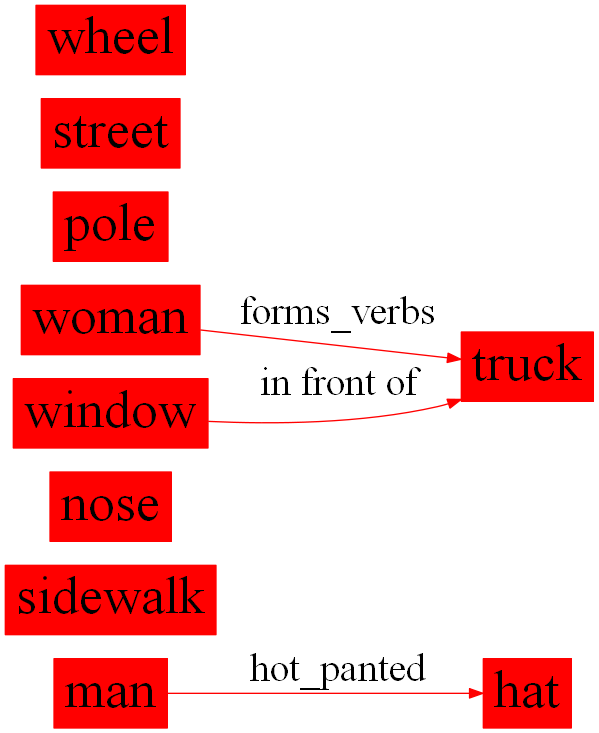 wheel
street
pole
woman
forms_verbs
truck
window
in front of
nose
sidewalk
man
hot_panted
hat